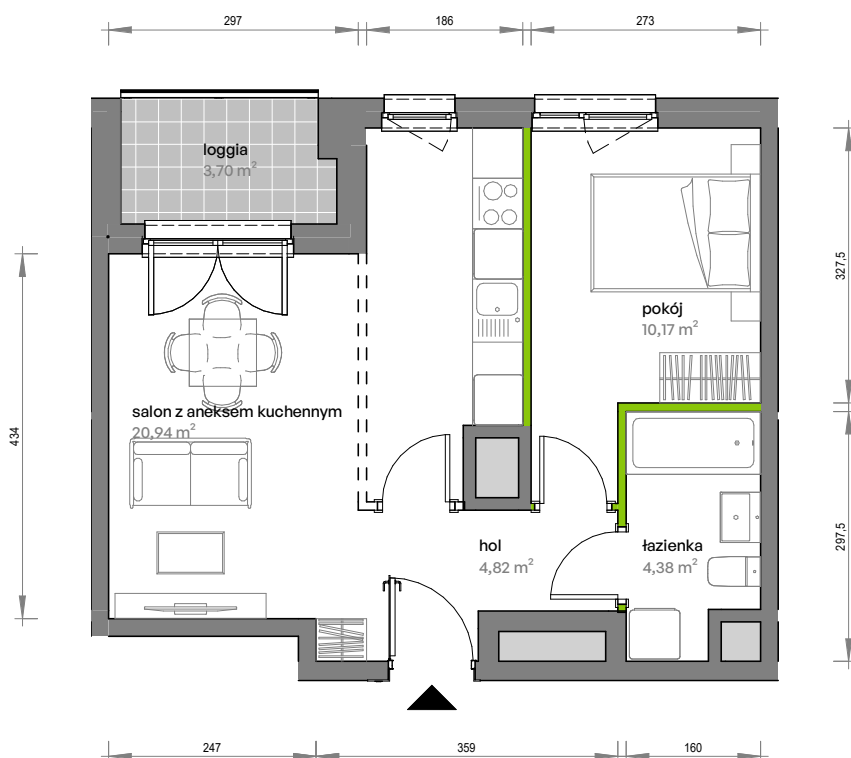 297
186
273
loggia
3,70 m²
327,5
pokój
10,17 m²
salon z aneksem kuchennym
20,94 m²
434
hol
4,82 m²
łazienka
4,38 m²
297,5
247
359
160